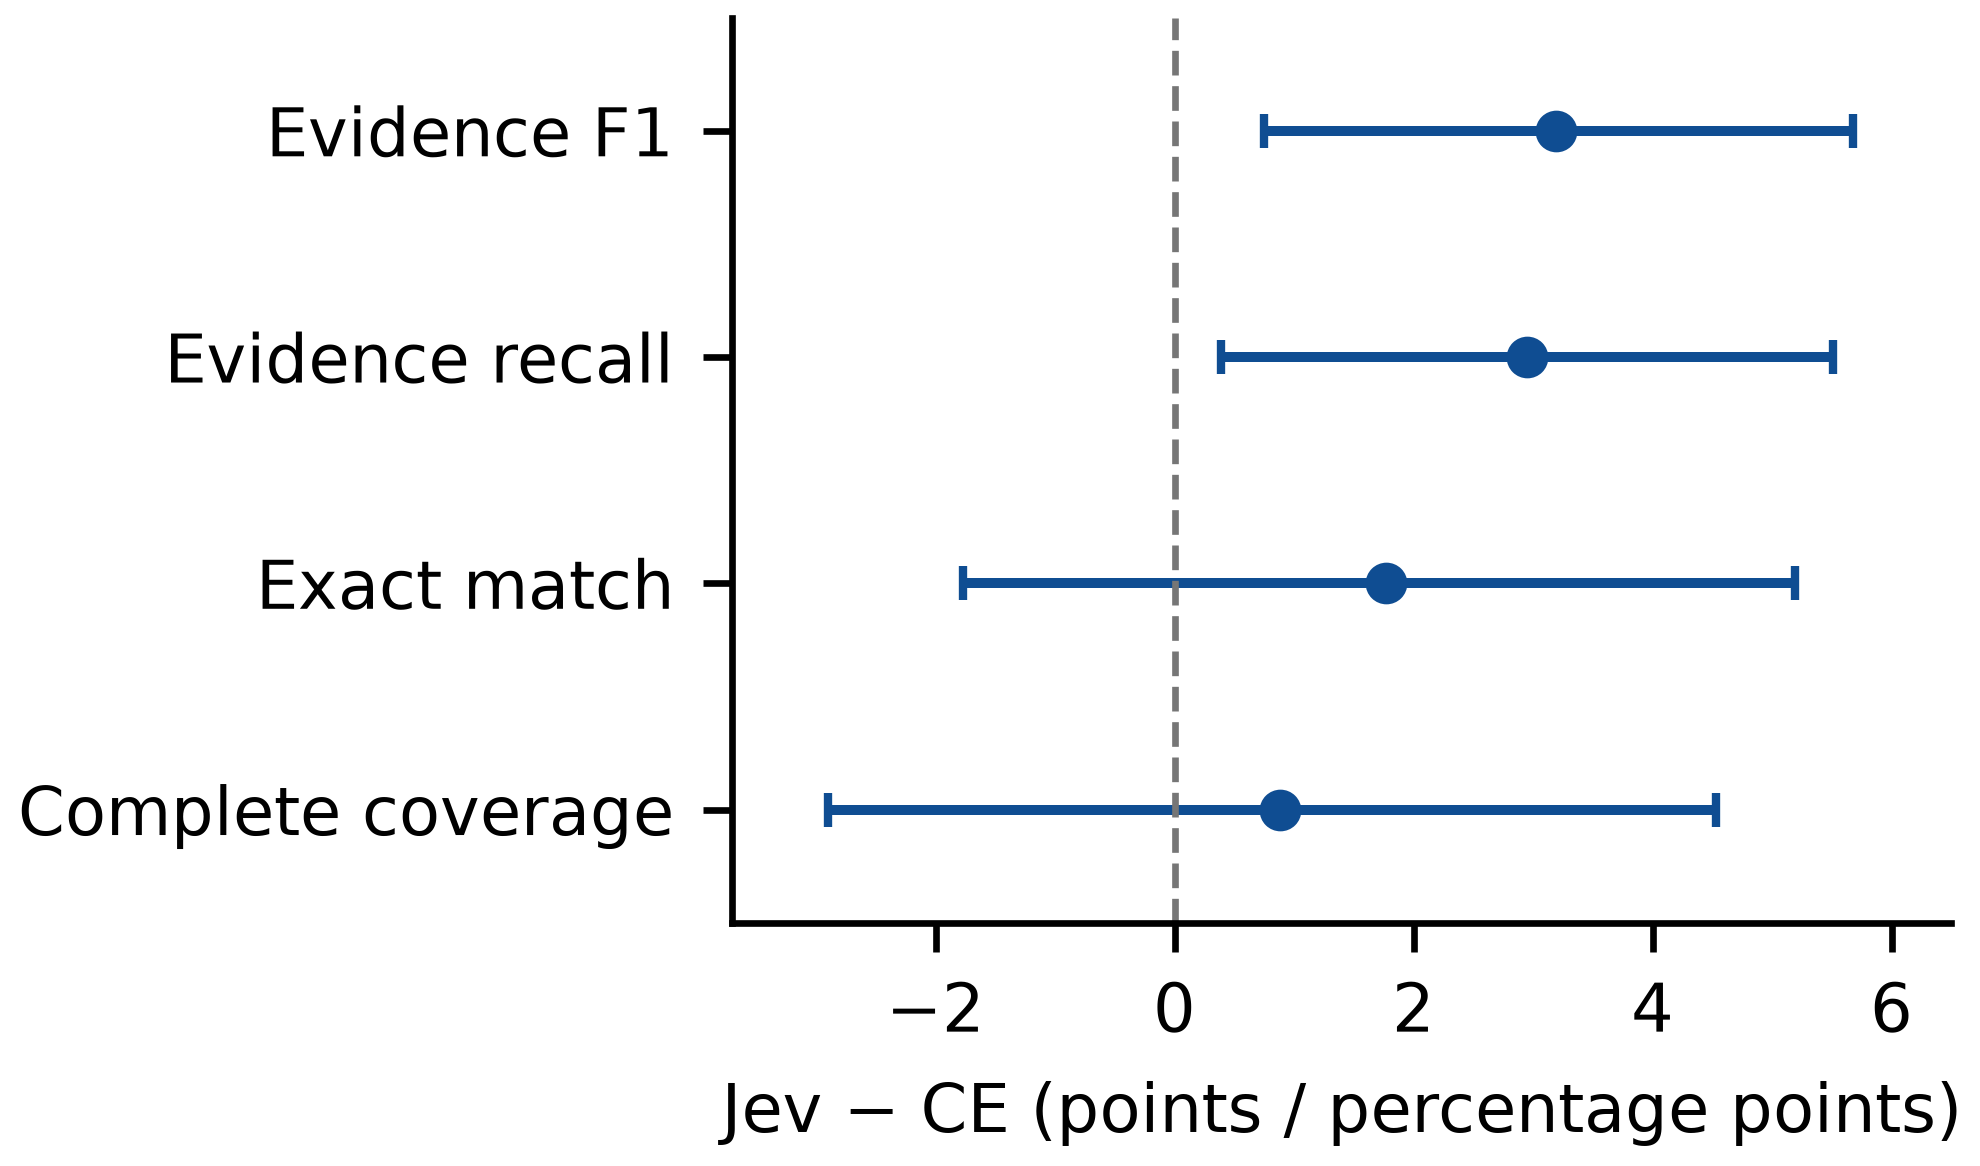 Evidence F1
Evidence recall
Exact match
Complete coverage
−2 0 2 4 6
Jev − CE (points / percentage points)